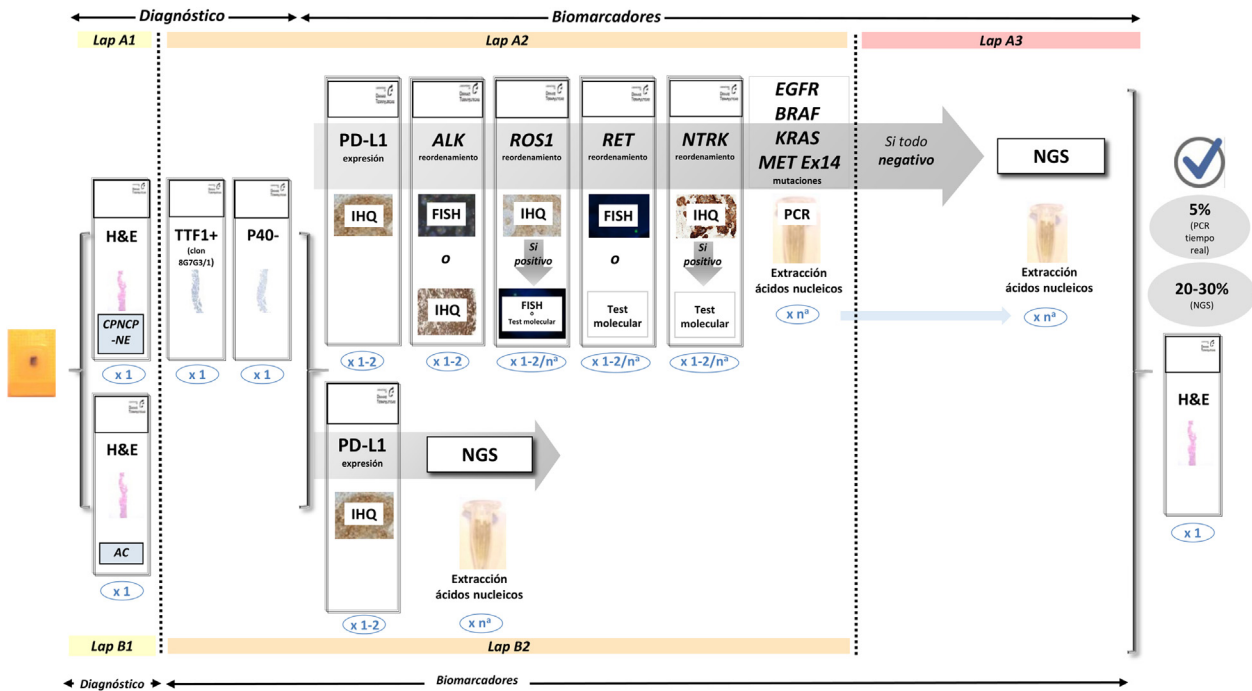 Diagnóstico
Biomarcadores
Lap A1
Lap A2
Lap A3
H&E
CPNCP
-NE
x 1
TTF1+
(clon
8G7G3/1)
x 1
P40-
x 1
PD-L1
expresión
IHQ
x 1-2
ALK
reordenamiento
FISH
o
IHQ
x 1-2
ROS1
reordenamiento
IHQ
Si
positivo
FISH
o
Test molecular
x 1-2/nª
RET
reordenamiento
FISH
o
Test
molecular
x 1-2/nª
NTRK
reordenamiento
IHQ
Si
positivo
Test
molecular
x 1-2/nª
EGFR
BRAF
KRAS
MET Ex14
mutaciones
PCR
Extracción
ácidos nucleicos
x nª
Si todo
negativo
NGS
Extracción
ácidos nucleicos
x nª
5%
(PCR
tiempo
real)
20-30%
(NGS)
H&E
x 1
H&E
AC
x 1
PD-L1
expresión
IHQ
x 1-2
NGS
Extracción
ácidos nucleicos
x nª
Lap B1
Lap B2
Diagnóstico
Biomarcadores